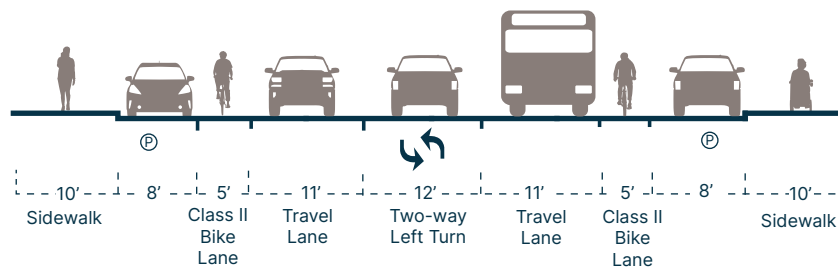 P
P
10’ 8’ 5’ 11’ 12’ 11’ 5’ 8’ 10’
Sidewalk
Class II
Bike
Lane
Travel
Lane
Two-way
Left Turn
Travel
Lane
Class II
Bike
Lane
Sidewalk